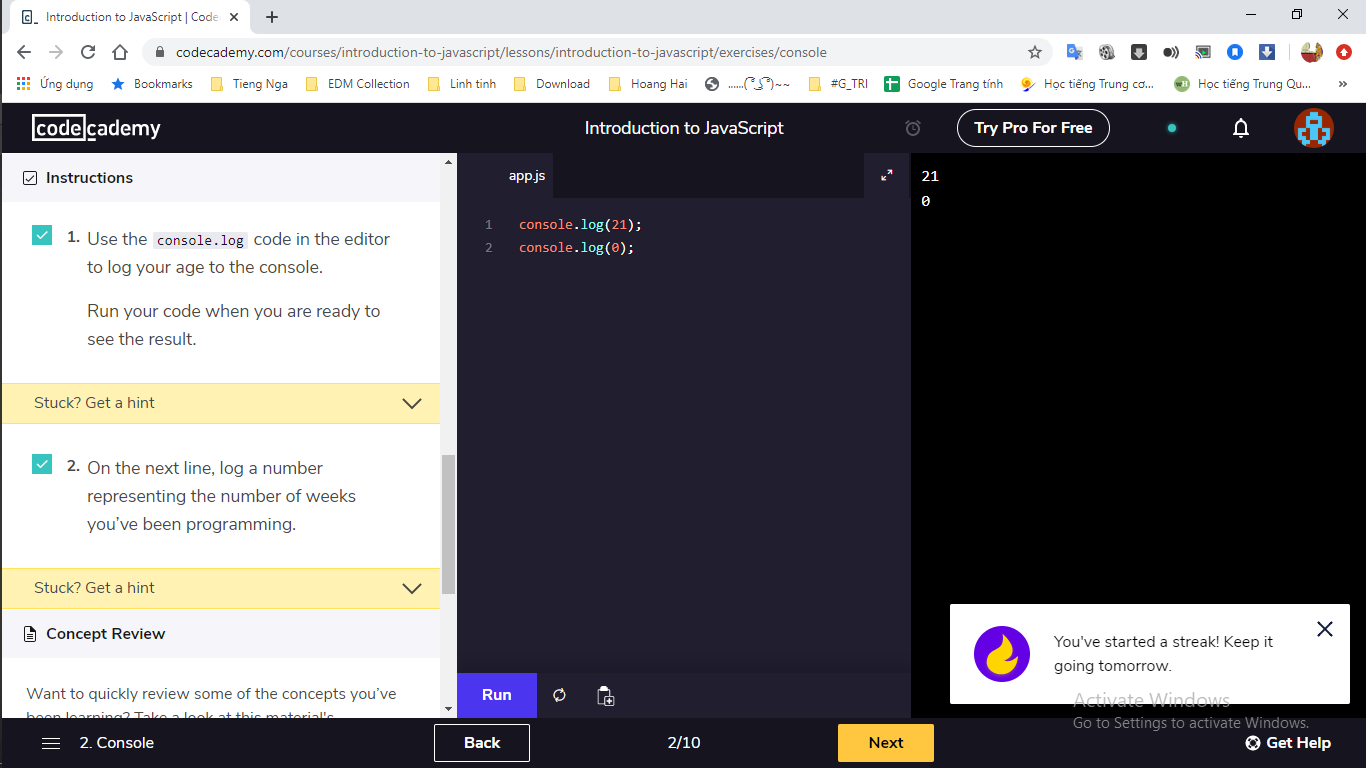 Introduction to JavaScript | Code
codecademy.com/courses/introduction-to-javascript/lessons/introduction-to-javascript/exercises/console
Ứng dụng Bookmarks Tieng Nga EDM Collection Linh tinh Download Hoang Hai ......( ͡° ͜ʖ ͡°)~~ #G_TRI Google Trang tính Học tiếng Trung cơ... Học tiếng Trung Qu... »
codecademy Introduction to JavaScript Try Pro For Free
Instructions
app.js
1. Use the console.log code in the editor
to log your age to the console.
Run your code when you are ready to
see the result.
Stuck? Get a hint
2. On the next line, log a number
representing the number of weeks
you’ve been programming.
Stuck? Get a hint
Concept Review
Want to quickly review some of the concepts you’ve
been learning? Take a look at this material's
1 console.log(21);
2 console.log(0);
Run
21
0
You've started a streak! Keep it
going tomorrow.
Activate Windows
Go to Settings to activate Windows.
2. Console Back 2/10 Next Get Help